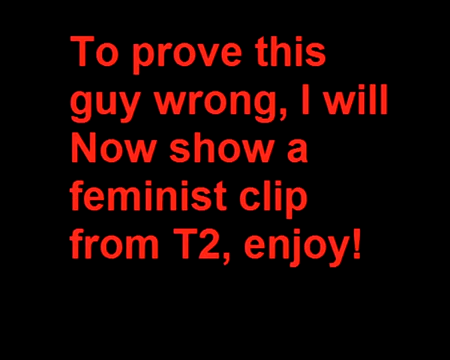 To prove this
guy wrong, I will
Now show a
feminist clip
from T2, enjoy!